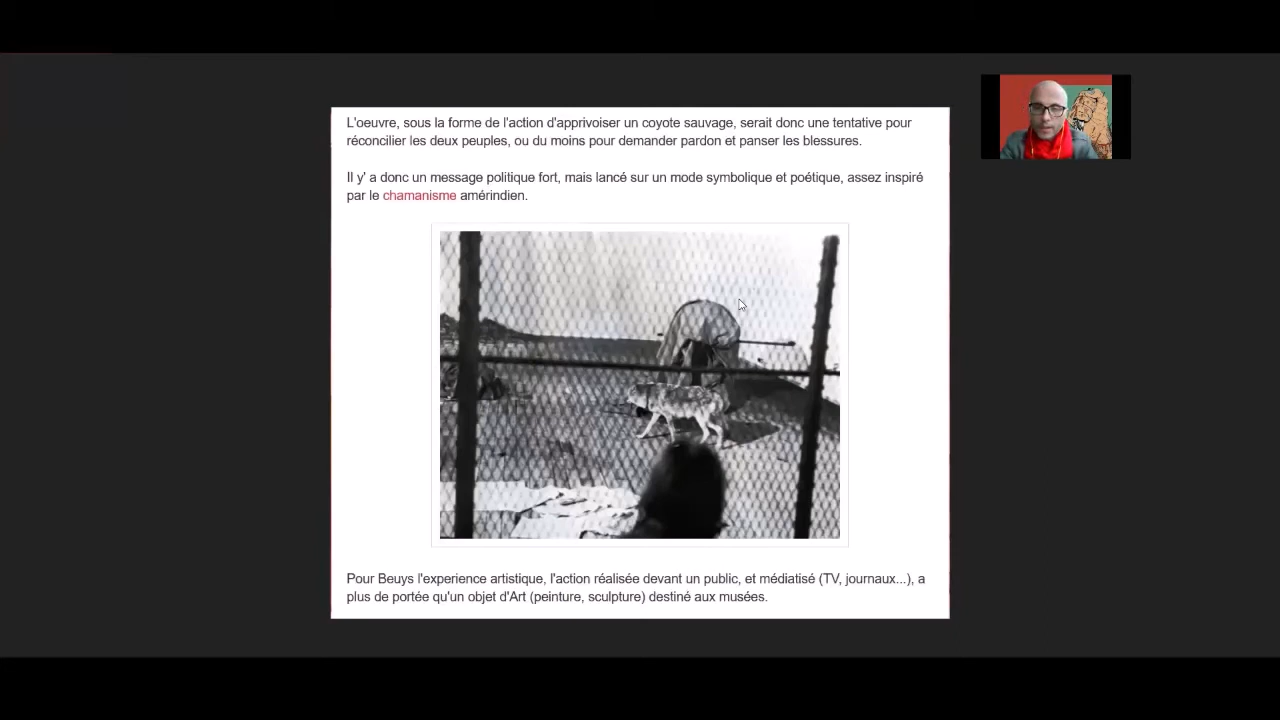 L'oeuvre, sous la forme de l'action d'apprivoiser un coyote sauvage, serait donc une tentative pour
réconcilier les deux peuples, ou du moins pour demander pardon et panser les blessures.
Il y' a donc un message politique fort, mais lancé sur un mode symbolique et poétique, assez inspiré
par le chamanisme amérindien.
Pour Beuys l'experience artistique, l'action réalisée devant un public, et médiatisé (TV, journaux...), a
plus de portée qu'un objet d'Art (peinture, sculpture) destiné aux musées.